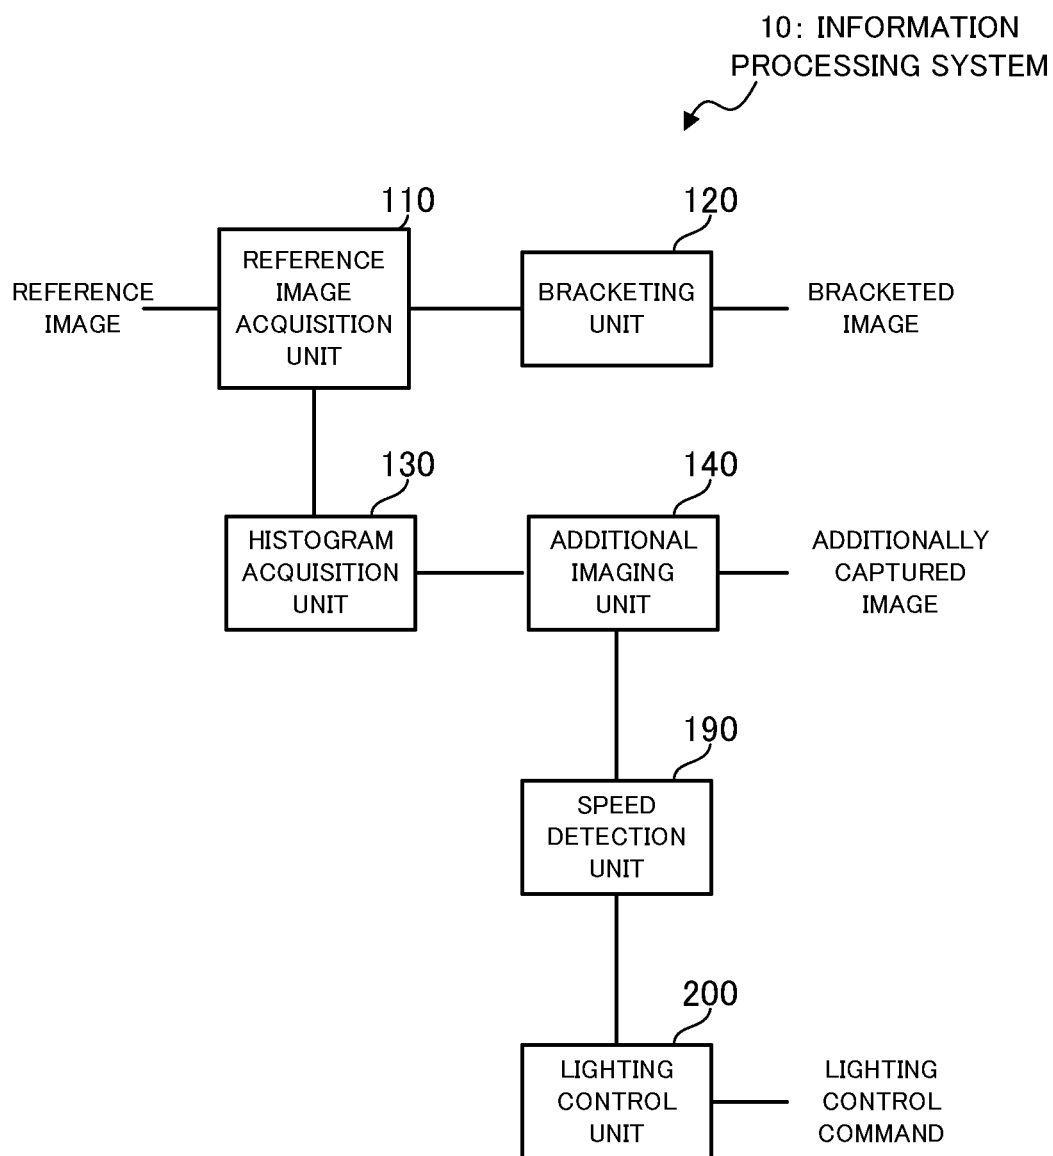 10: INFORMATION
PROCESSING SYSTEM
110
120
REFERENCE
IMAGE
REFERENCE
IMAGE
ACQUISITION
UNIT
BRACKETING
UNIT
BRACKETED
IMAGE
130
140
HISTOGRAM
ACQUISITION
UNIT
ADDITIONAL
IMAGING
UNIT
ADDITIONALLY
CAPTURED
IMAGE
190
SPEED
DETECTION
UNIT
200
LIGHTING
CONTROL
UNIT
LIGHTING
CONTROL
COMMAND